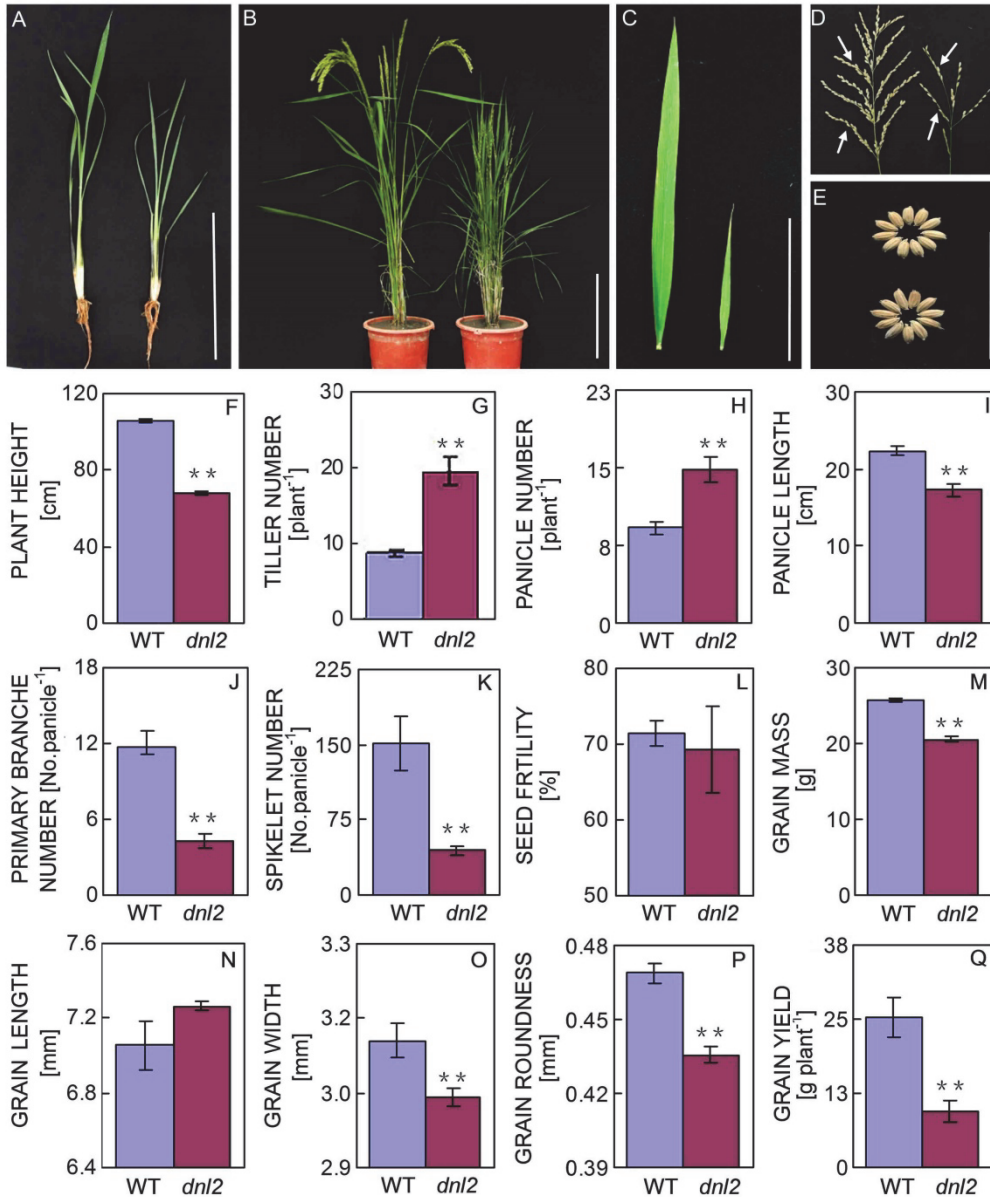 A
B
C
D
E
F
PLANT HEIGHT
[cm]
120
80
40
0
WT dnl2
G
TILLER NUMBER
[plant-1]
30
20
10
0
**
WT dnl2
H
PANICLE NUMBER
[plant-1]
23
15
8
0
**
WT dnl2
I
PANICLE LENGTH
[cm]
30
20
10
0
**
WT dnl2
**
J
PRIMARY BRANCHE
NUMBER [No.panicle-1]
18
12
6
0
**
WT dnl2
K
SPIKELET NUMBER
[No.panicle-1]
225
150
75
0
**
WT dnl2
L
SEED FRTILITY
[%]
80
70
60
50
WT dnl2
M
GRAIN MASS
[g]
30
20
10
0
**
WT dnl2
N
GRAIN LENGTH
[mm]
7.6
7.2
6.8
6.4
WT dnl2
O
GRAIN WIDTH
[mm]
3.3
3.2
3.0
2.9
**
WT dnl2
P
GRAIN ROUNDNESS
[mm]
0.48
0.45
0.42
0.39
**
WT dnl2
Q
GRAIN YIELD
[g plant-1]
38
25
13
0
**
WT dnl2